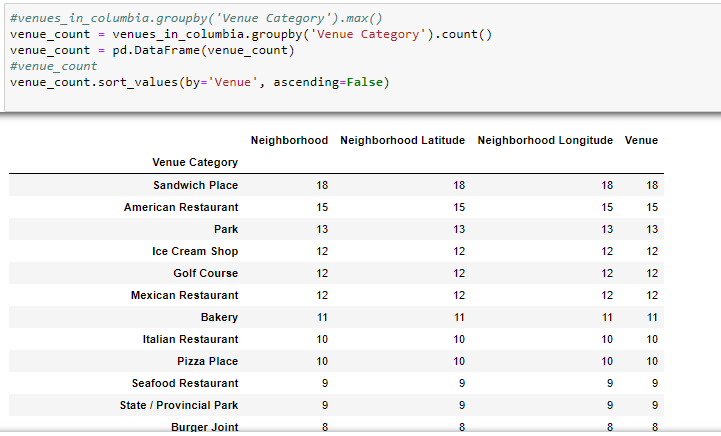 #venues_in_columbia.groupby('Venue Category').max()
venue_count = venues_in_columbia.groupby('Venue Category').count()
venue_count = pd.DataFrame(venue_count)
#venue_count
venue_count.sort_values(by='Venue', ascending=False)
Neighborhood Neighborhood Latitude Neighborhood Longitude Venue
Venue Category
Sandwich Place 18 18 18 18
American Restaurant 15 15 15 15
Park 13 13 13 13
Ice Cream Shop 12 12 12 12
Golf Course 12 12 12 12
Mexican Restaurant 12 12 12 12
Bakery 11 11 11 11
Italian Restaurant 10 10 10 10
Pizza Place 10 10 10 10
Seafood Restaurant 9 9 9 9
State / Provincial Park 9 9 9 9
Burger Joint 8 8 8 8